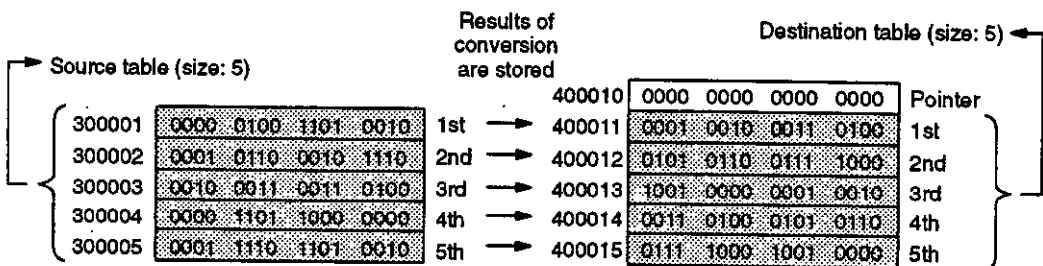 Results of
conversion
are stored
Destination table (size: 5)
Source table (size: 5)
400010 0000 0000 0000 0000 Pointer
300001 0000 0100 1101 0010 1st 400011 0001 0010 0011 0100 1st
300002 0001 0110 0010 1110 2nd 400012 0101 0110 0111 1000 2nd
300003 0010 0011 0011 0100 3rd 400013 1001 0000 0001 0010 3rd
300004 0000 1101 1000 0000 4th 400014 0011 0100 0101 0110 4th
300005 0001 1110 1101 0010 5th 400015 0111 1000 1001 0000 5th